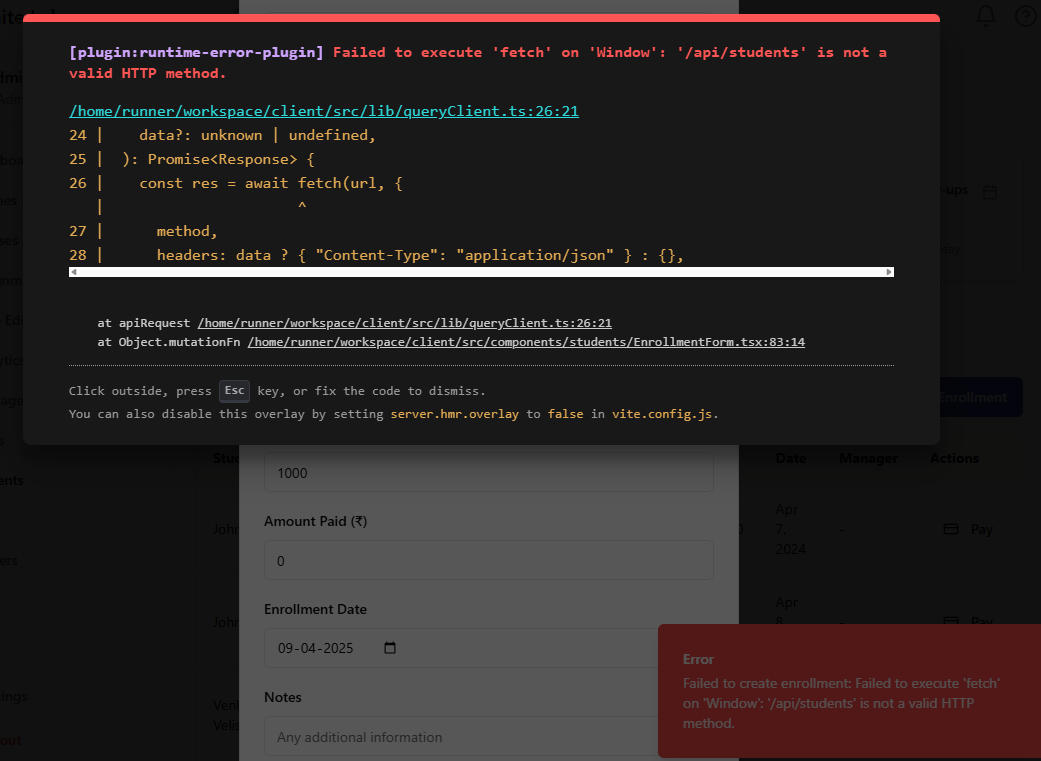 [plugin:runtime-error-plugin] Failed to execute 'fetch' on 'Window': '/api/students' is not a
valid HTTP method.
/home/runner/workspace/client/src/lib/queryClient.ts:26:21
24 |    data?: unknown | undefined,
25 |  ): Promise<Response> {
26 |    const res = await fetch(url, {
   |                      ^
27 |      method,
28 |      headers: data ? { "Content-Type": "application/json" } : {},
at apiRequest /home/runner/workspace/client/src/lib/queryClient.ts:26:21
at Object.mutationFn /home/runner/workspace/client/src/components/students/EnrollmentForm.tsx:83:14
Click outside, press Esc key, or fix the code to dismiss.
You can also disable this overlay by setting server.hmr.overlay to false in vite.config.js.
-ups
Enrollment
Date Manager Actions
1000
Amount Paid (₹)
0
Apr
7,
2024
-
Pay
Enrollment Date
09-04-2025
John
Apr
8,
-
Pay
John
Notes
Any additional information
Error
Failed to create enrollment: Failed to execute 'fetch'
on 'Window': '/api/students' is not a valid HTTP
method.